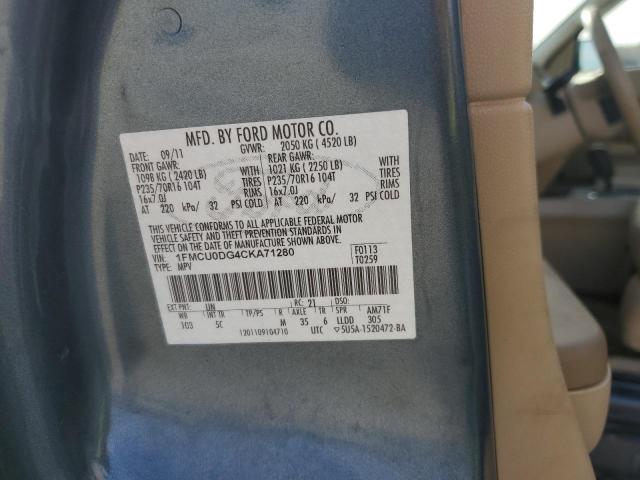 MFD. BY FORD MOTOR CO.
DATE: 09/11 GVWR: 2050 KG (4520 LB)
FRONT GAWR: REAR GAWR:
1098 KG (2420 LB) WITH 1021 KG (2250 LB) WITH
P235/70R16 104T TIRES P235/70R16 104T TIRES
16x7.0J RIMS 16x7.0J RIMS
AT 220 kPa/ 32 PSI COLD AT 220 kPa/ 32 PSI COLD
THIS VEHICLE CONFORMS TO ALL APPLICABLE FEDERAL MOTOR
VEHICLE SAFETY AND BUMPER STANDARDS IN
EFFECT ON THE DATE OF MANUFACTURE SHOWN ABOVE.
VIN: 1FMCU0DG4CKA71280 F0113
TYPE: MPV T0259
EXT PNT: UN RC: 21 DSO:
WB INT TR TP/PS R AXLE TR SPR AM71F
103 5C M 35 6 LLDD 305
1201109104710 UTC 5U5A-1520472-BA